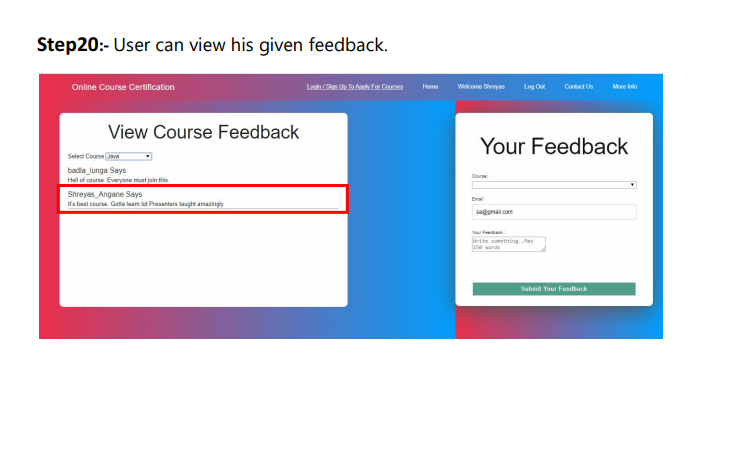 Step20:- User can view his given feedback.
Online Course Certification
Login / Sign Up To Apply For Courses Home Welcome Shreyas Log Out Contact Us More Info
View Course Feedback
Select Course Java
badla_lunga Says
Hell of course. Everyone must join this.
Shreyas_Angane Says
It's best course. Gotta learn lot.Presenters taught amazingly
Your Feedback
Course:
Email
sa@gmail.com
Your Feedback :
Write something..Max
150 words
Submit Your Feedback